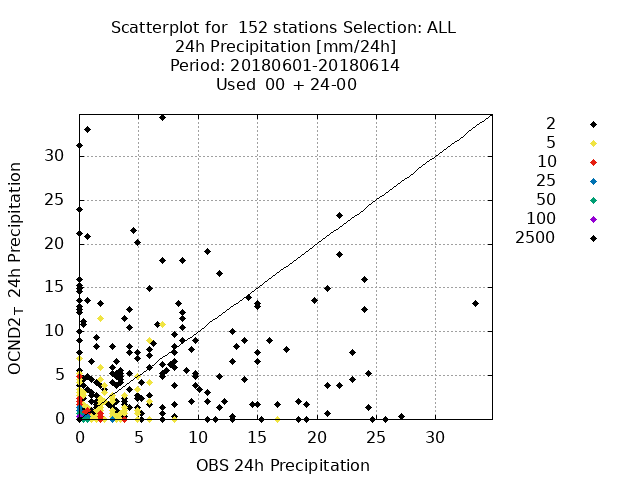 Scatterplot for  152 stations Selection: ALL
24h Precipitation [mm/24h]
Period: 20180601-20180614
Used  00 + 24-00
2
5
10
25
50
100
2500
30
25
20
15
10
5
0
OCND2T  24h Precipitation
0 5 10 15 20 25 30
OBS 24h Precipitation